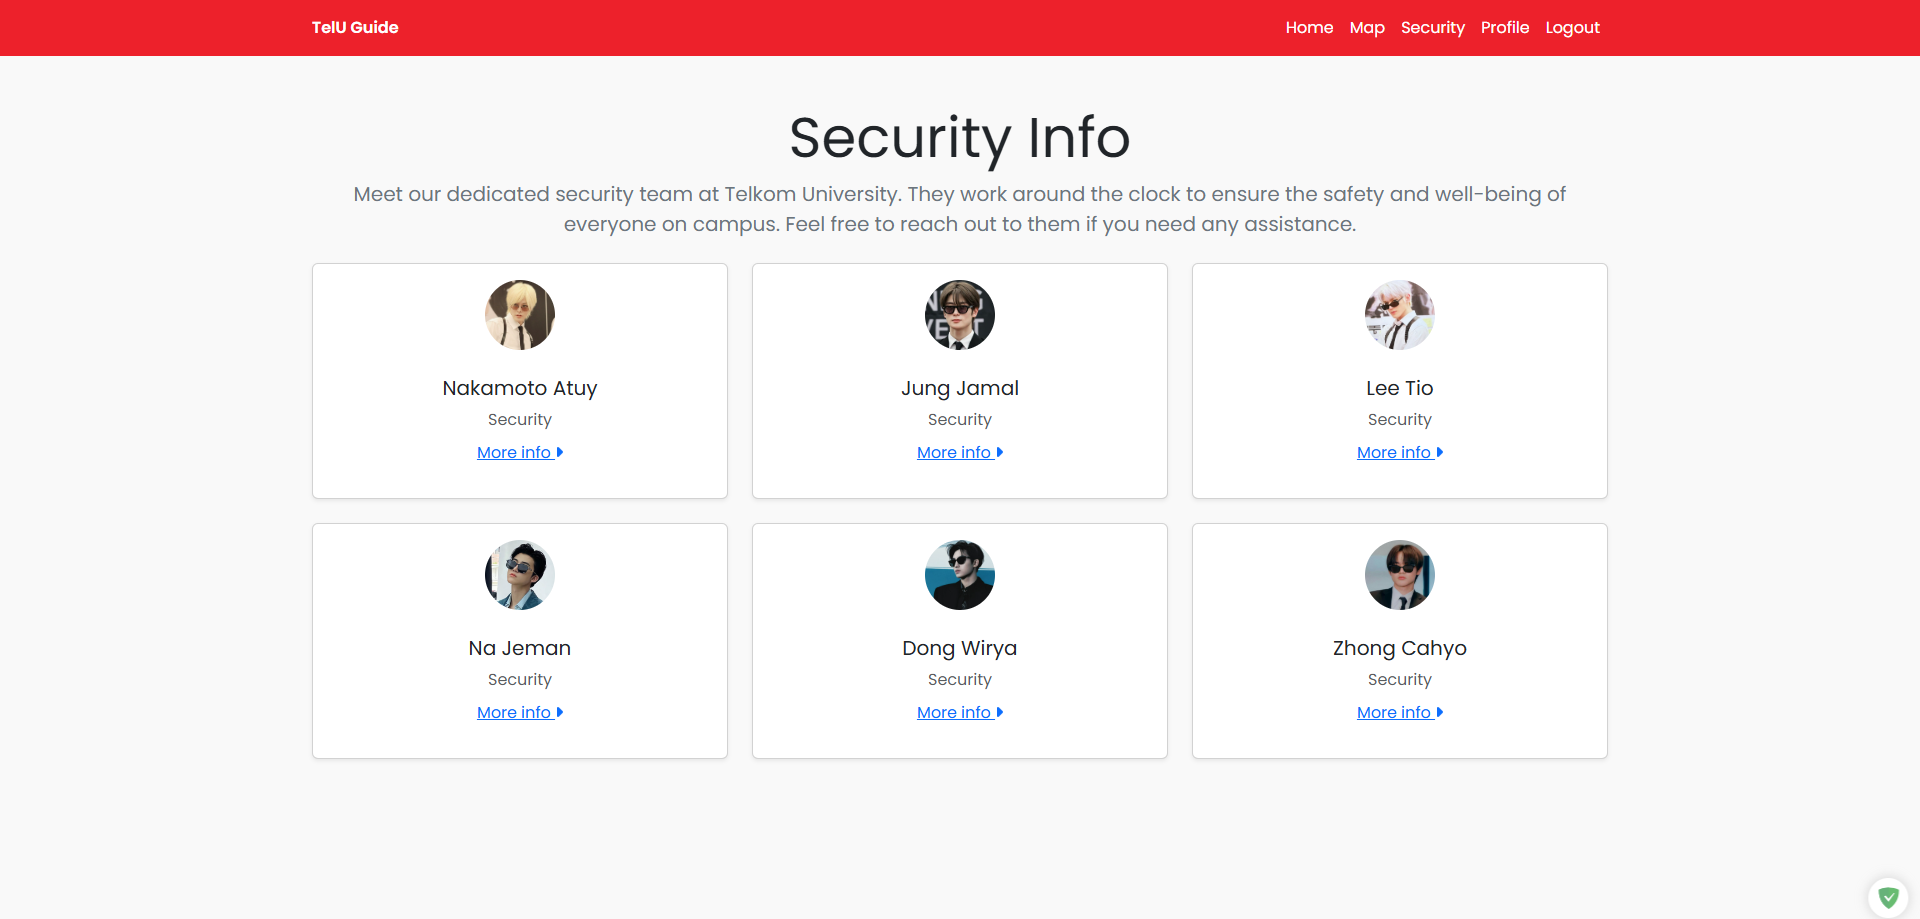 TelU Guide
Home Map Security Profile Logout
Security Info
Meet our dedicated security team at Telkom University. They work around the clock to ensure the safety and well-being of
everyone on campus. Feel free to reach out to them if you need any assistance.
Nakamoto Atuy
Security
More info
Jung Jamal
Security
More info
Lee Tio
Security
More info
Na Jeman
Security
More info
Dong Wirya
Security
More info
Zhong Cahyo
Security
More info